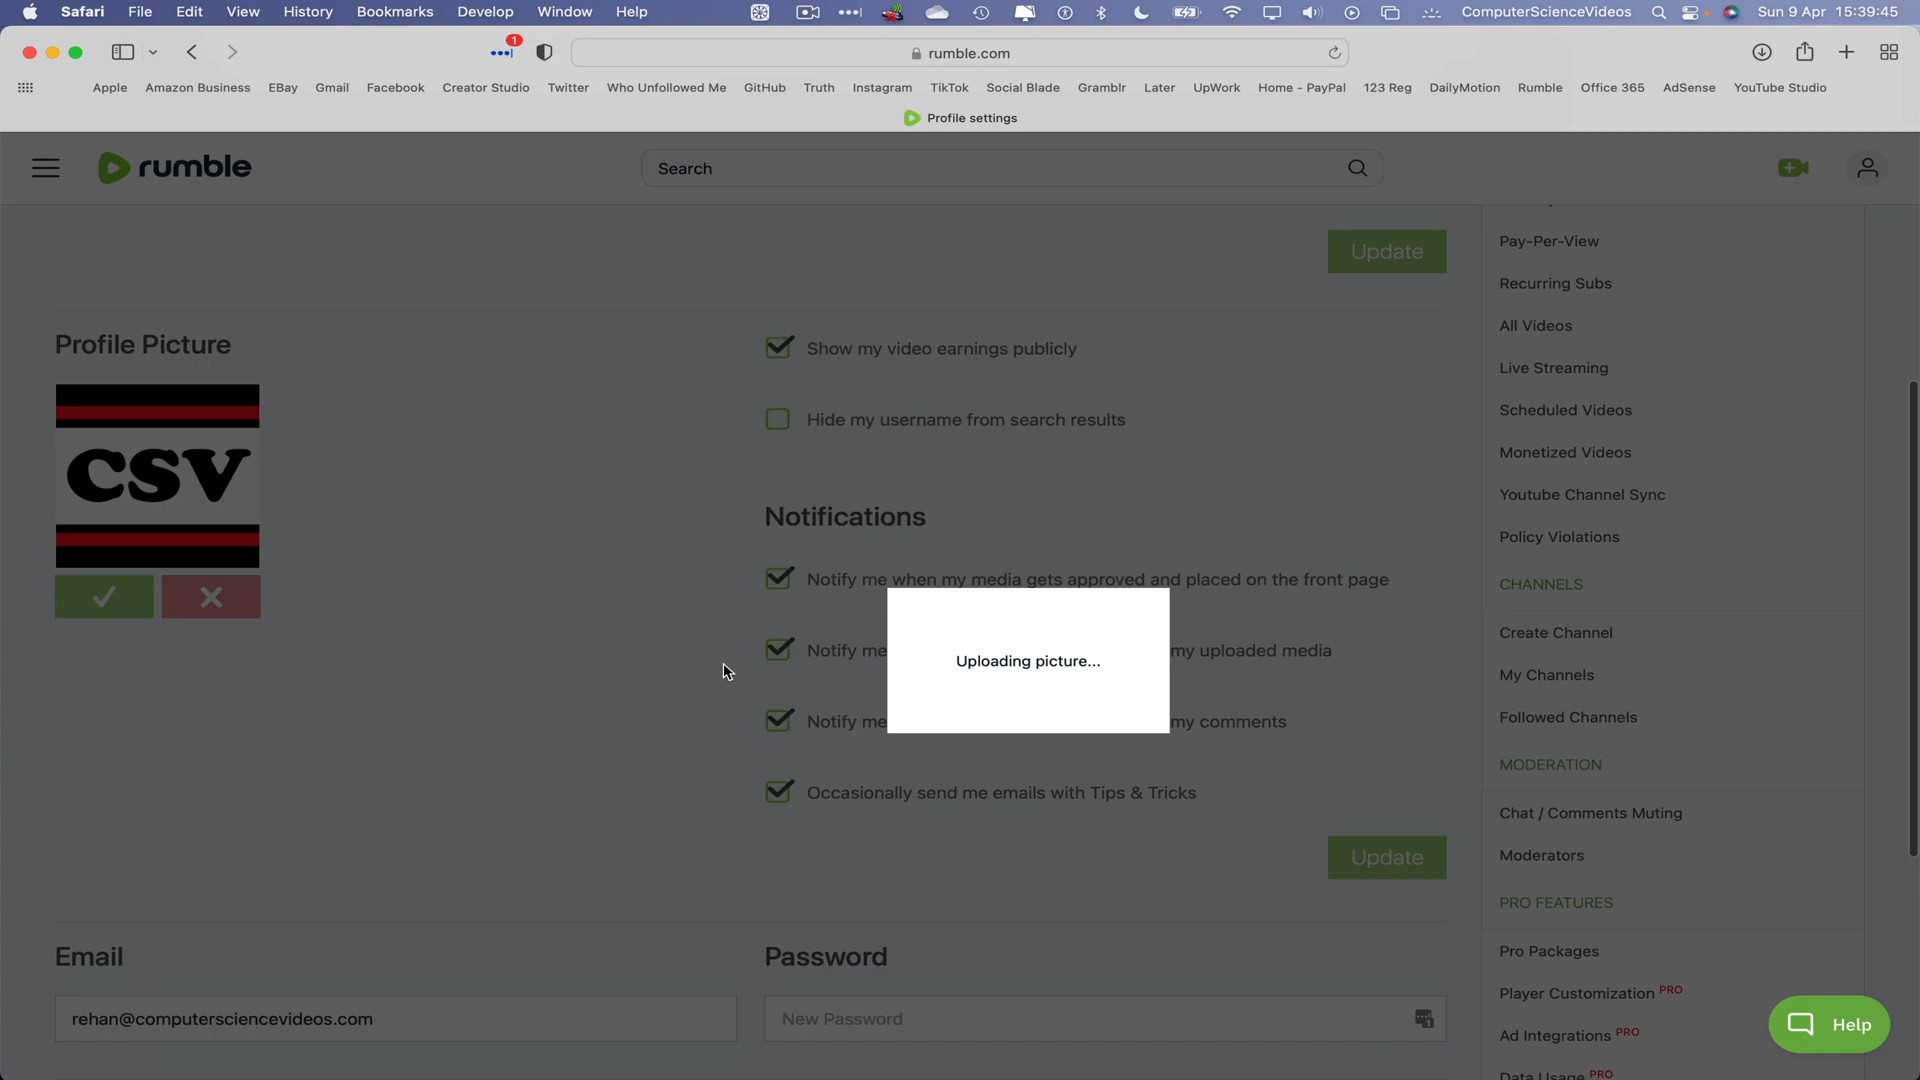 Safari File Edit View History Bookmarks Develop Window Help ComputerScienceVideos Sun 9 Apr 15:39:45
1
rumble.com
Apple Amazon Business EBay Gmail Facebook Creator Studio Twitter Who Unfollowed Me GitHub Truth Instagram TikTok Social Blade Gramblr Later UpWork Home - PayPal 123 Reg DailyMotion Rumble Office 365 AdSense YouTube Studio
Profile settings
rumble
Search
Update
Profile Picture
CSV
Show my video earnings publicly
Hide my username from search results
Notifications
Notify me when my media gets approved and placed on the front page
Notify me my uploaded media
Uploading picture...
Notify me my comments
Occasionally send me emails with Tips & Tricks
Update
Email
rehan@computersciencevideos.com
Password
New Password
Pay-Per-View
Recurring Subs
All Videos
Live Streaming
Scheduled Videos
Monetized Videos
Youtube Channel Sync
Policy Violations
CHANNELS
Create Channel
My Channels
Followed Channels
MODERATION
Chat / Comments Muting
Moderators
PRO FEATURES
Pro Packages
Player Customization PRO
Ad Integrations PRO
Data Usage PRO
Help